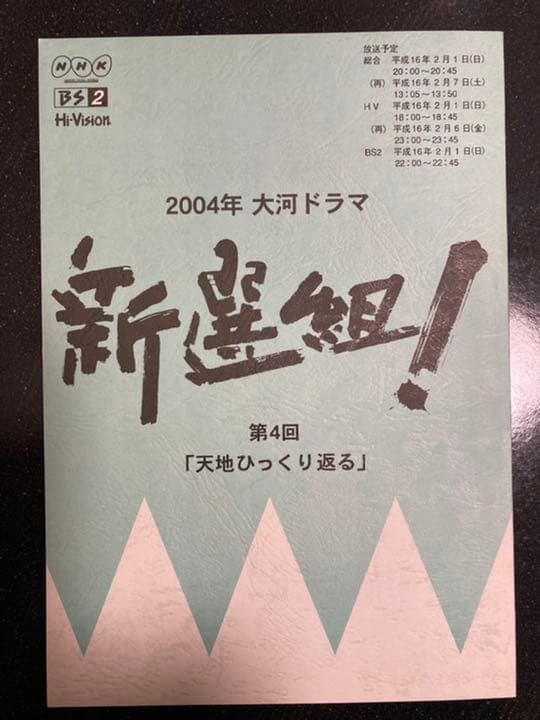 NHK
BS2
Hi-Vision
放送予定
総合 平成16年2月1日(日)
20:00〜20:45
(再) 平成16年2月7日(土)
13:05〜13:50
HV 平成16年2月1日(日)
18:00〜18:45
(再) 平成16年2月6日(金)
23:00〜23:45
BS2 平成16年2月1日(日)
22:00〜22:45
2004年 大河ドラマ
新選組!
第4回
「天地ひっくり返る」